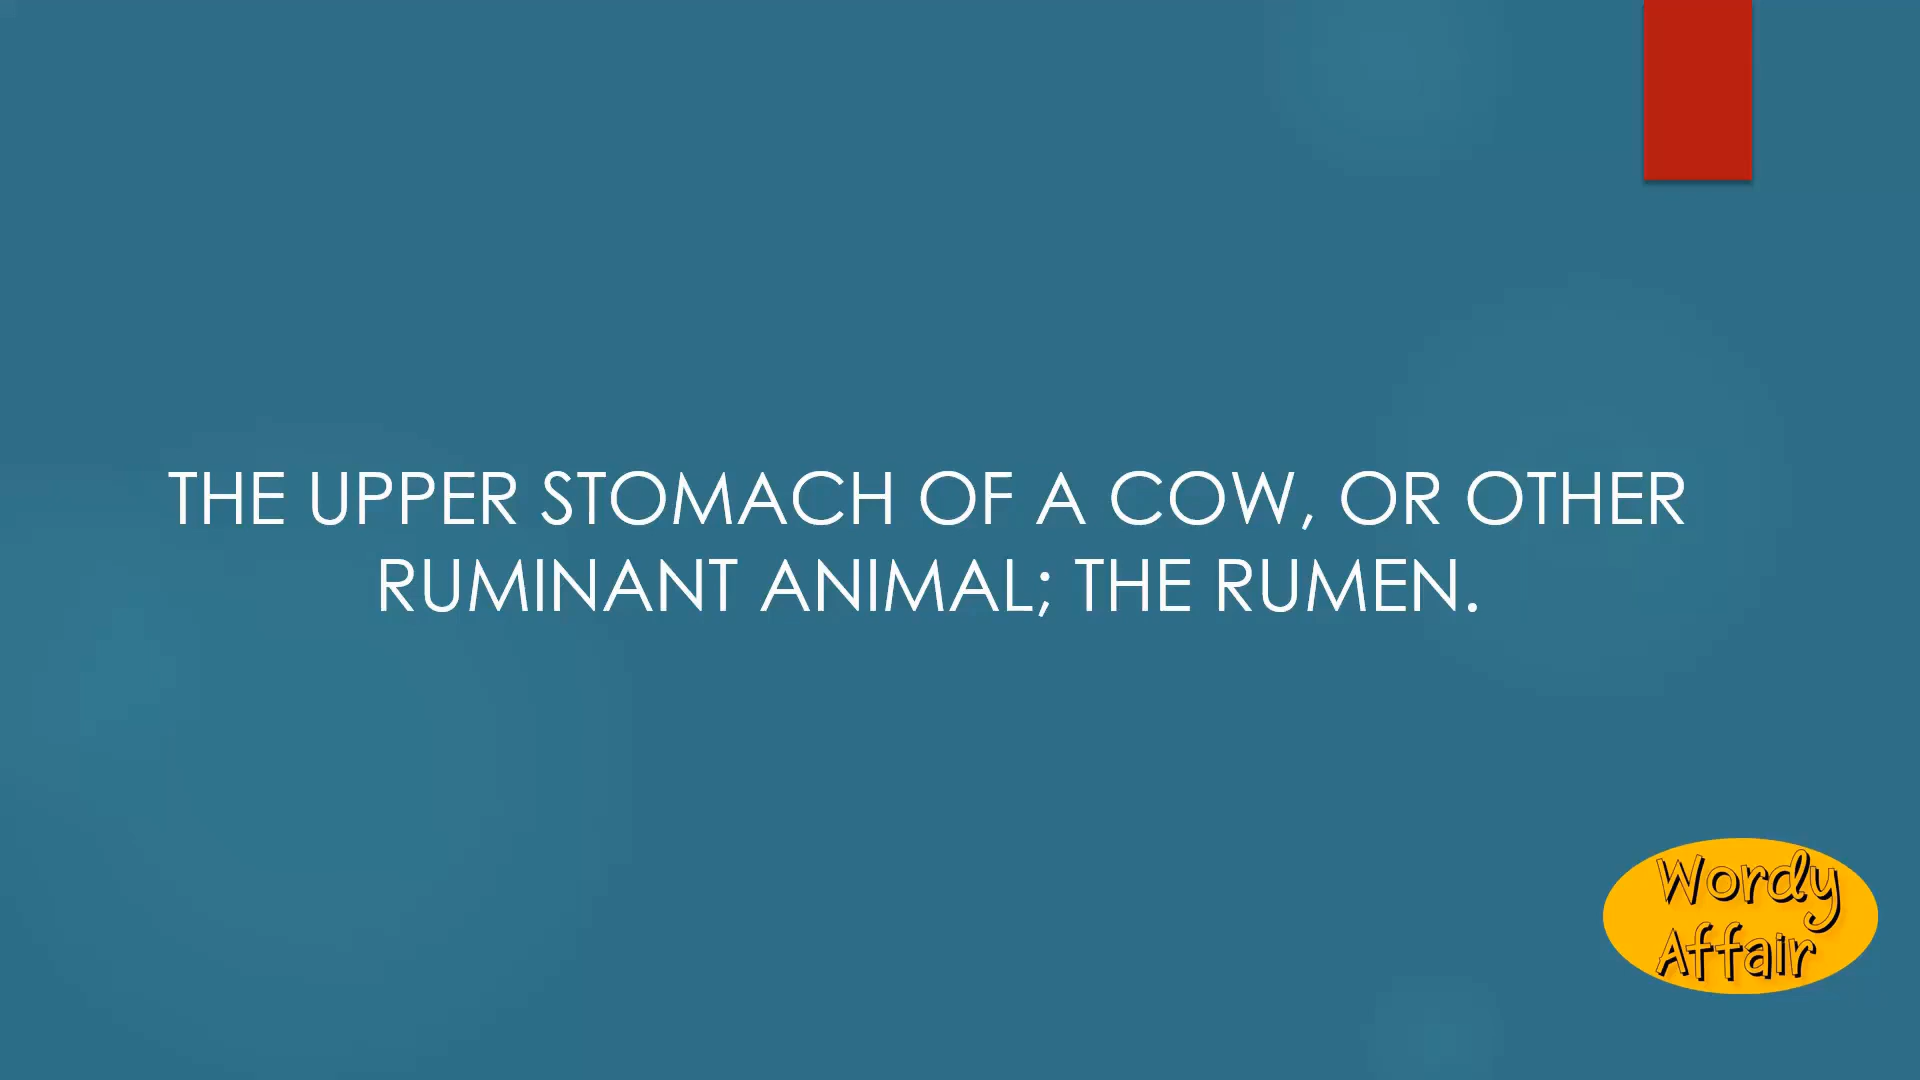 THE UPPER STOMACH OF A COW, OR OTHER
RUMINANT ANIMAL; THE RUMEN.
Wordy
Affair